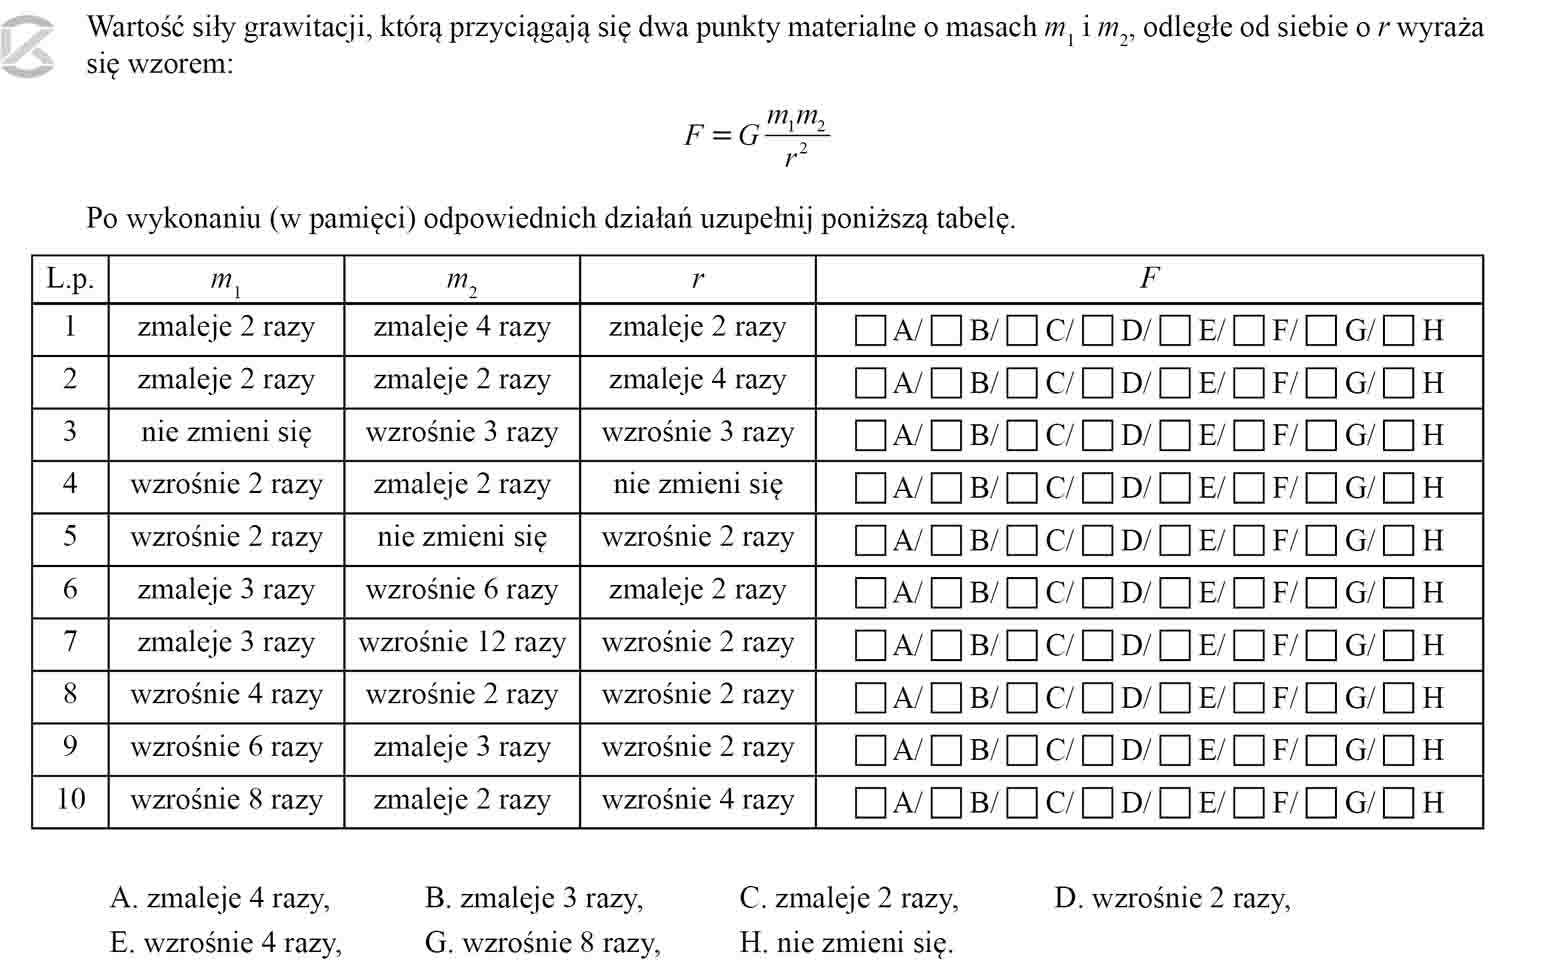 Wartość siły grawitacji, którą przyciągają się dwa punkty materialne o masach m₁ i m₂, odległe od siebie o r wyraża
się wzorem:
F = G m₁m₂ / r²
Po wykonaniu (w pamięci) odpowiednich działań uzupełnij poniższą tabelę.
L.p. m₁ m₂ r F
1 zmaleje 2 razy zmaleje 4 razy zmaleje 2 razy □ A/ □ B/ □ C/ □ D/ □ E/ □ F/ □ G/ □ H
2 zmaleje 2 razy zmaleje 2 razy zmaleje 4 razy □ A/ □ B/ □ C/ □ D/ □ E/ □ F/ □ G/ □ H
3 nie zmieni się wzrośnie 3 razy wzrośnie 3 razy □ A/ □ B/ □ C/ □ D/ □ E/ □ F/ □ G/ □ H
4 wzrośnie 2 razy zmaleje 2 razy nie zmieni się □ A/ □ B/ □ C/ □ D/ □ E/ □ F/ □ G/ □ H
5 wzrośnie 2 razy nie zmieni się wzrośnie 2 razy □ A/ □ B/ □ C/ □ D/ □ E/ □ F/ □ G/ □ H
6 zmaleje 3 razy wzrośnie 6 razy zmaleje 2 razy □ A/ □ B/ □ C/ □ D/ □ E/ □ F/ □ G/ □ H
7 zmaleje 3 razy wzrośnie 12 razy wzrośnie 2 razy □ A/ □ B/ □ C/ □ D/ □ E/ □ F/ □ G/ □ H
8 wzrośnie 4 razy wzrośnie 2 razy wzrośnie 2 razy □ A/ □ B/ □ C/ □ D/ □ E/ □ F/ □ G/ □ H
9 wzrośnie 6 razy zmaleje 3 razy wzrośnie 2 razy □ A/ □ B/ □ C/ □ D/ □ E/ □ F/ □ G/ □ H
10 wzrośnie 8 razy zmaleje 2 razy wzrośnie 4 razy □ A/ □ B/ □ C/ □ D/ □ E/ □ F/ □ G/ □ H
A. zmaleje 4 razy, B. zmaleje 3 razy, C. zmaleje 2 razy, D. wzrośnie 2 razy,
E. wzrośnie 4 razy, G. wzrośnie 8 razy, H. nie zmieni się.